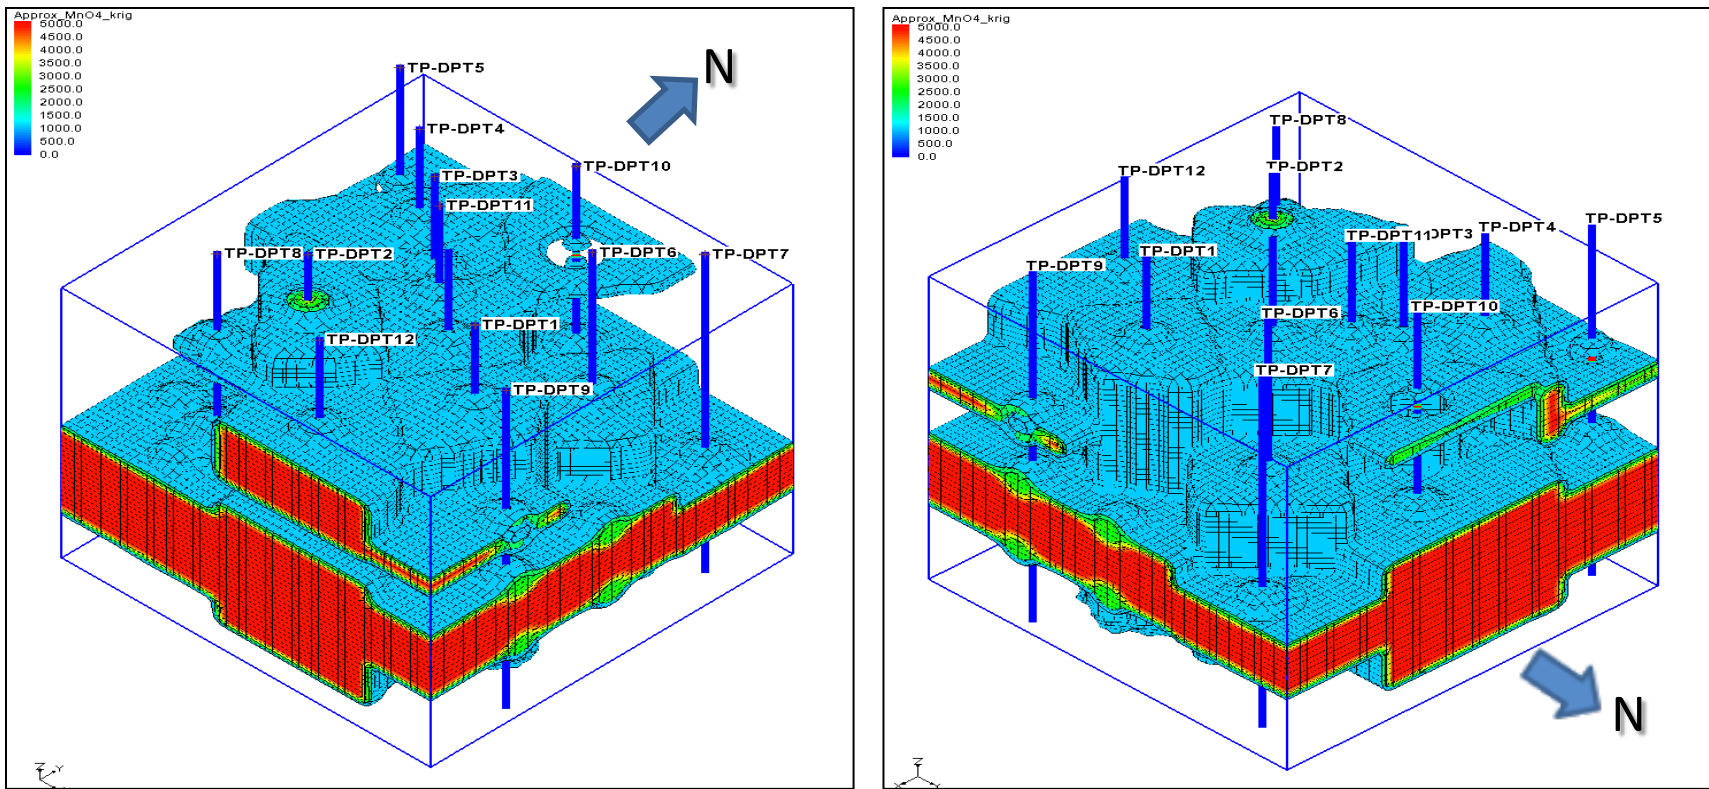 Approx_MnO4_krig
5000.0
4500.0
4000.0
3500.0
3000.0
2500.0
2000.0
1500.0
1000.0
500.0
0.0
N
TP-DPT5
TP-DPT4
TP-DPT10
TP-DPT3
TP-DPT11
TP-DPT8
TP-DPT2
TP-DPT6
TP-DPT7
TP-DPT1
TP-DPT12
TP-DPT9
Z
Y
Approx_MnO4_krig
5000.0
4500.0
4000.0
3500.0
3000.0
2500.0
2000.0
1500.0
1000.0
500.0
0.0
TP-DPT8
TP-DPT12
TP-DPT2
TP-DPT5
TP-DPT4
TP-DPT11
DPT3
TP-DPT1
TP-DPT9
TP-DPT10
TP-DPT6
TP-DPT7
N
Z
X
Y